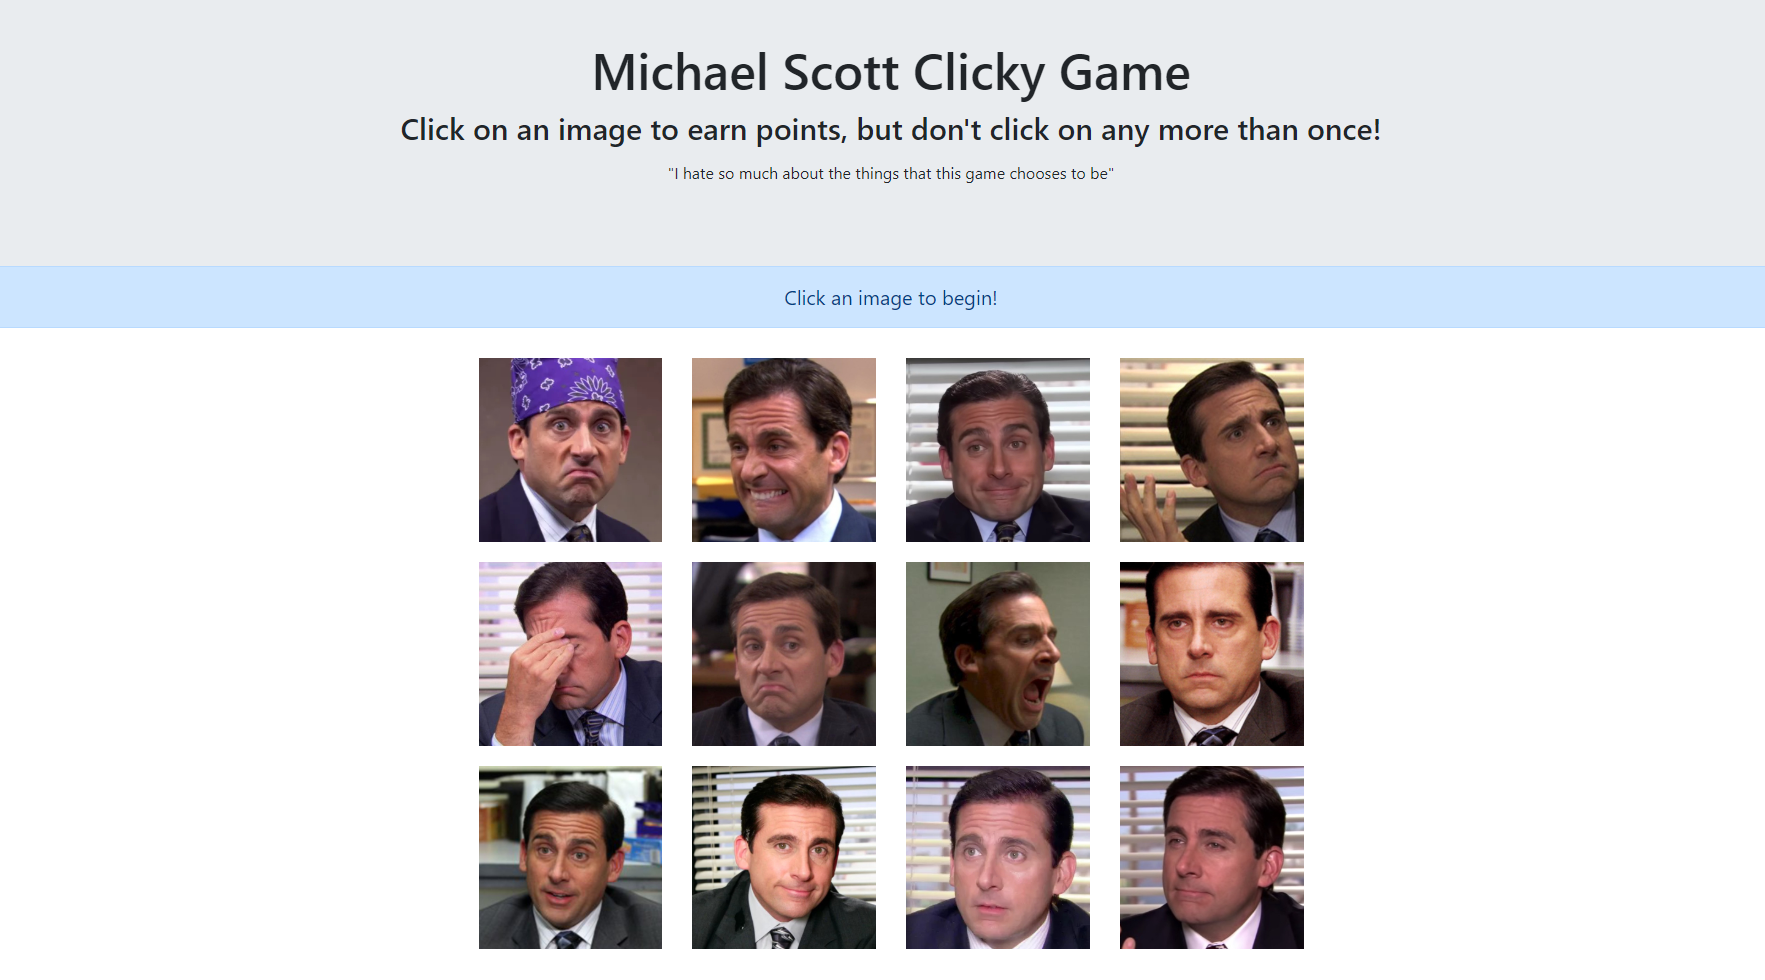 Michael Scott Clicky Game
Click on an image to earn points, but don't click on any more than once!
"I hate so much about the things that this game chooses to be"
Click an image to begin!